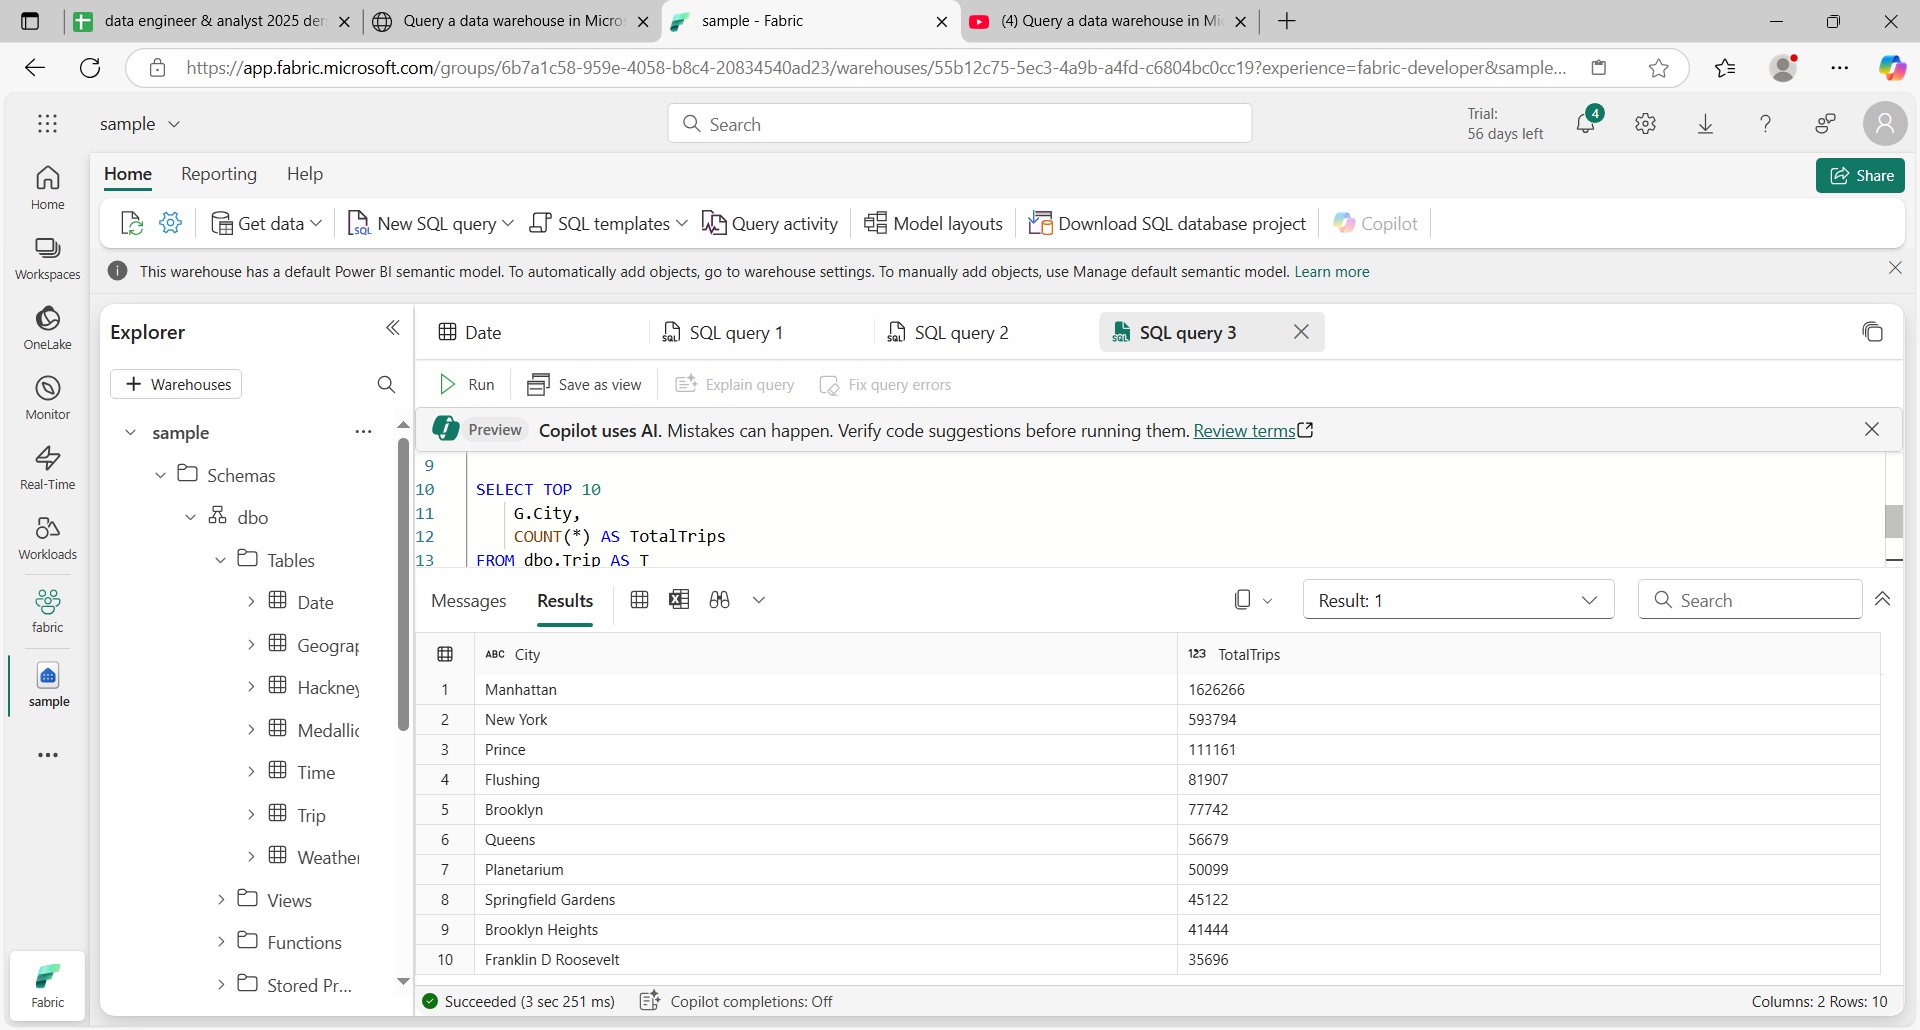 data engineer & analyst 2025 der
Query a data warehouse in Micro
sample - Fabric
(4) Query a data warehouse in Mi
https://app.fabric.microsoft.com/groups/6b7a1c58-959e-4058-b8c4-20834540ad23/warehouses/55b12c75-5ec3-4a9b-a4fd-c6804bc0cc19?experience=fabric-developer&sample...
sample
Search
Trial:
56 days left
4
Home
Reporting
Help
Share
Get data
New SQL query
SQL templates
Query activity
Model layouts
Download SQL database project
Copilot
This warehouse has a default Power BI semantic model. To automatically add objects, go to warehouse settings. To manually add objects, use Manage default semantic model. Learn more
Home
Workspaces
OneLake
Monitor
Real-Time
Workloads
fabric
sample
Fabric
Explorer
Warehouses
sample
Schemas
dbo
Tables
Date
Geograp
Hackney
Medallic
Time
Trip
Weather
Views
Functions
Stored Pr...
Date
SQL query 1
SQL query 2
SQL query 3
Run
Save as view
Explain query
Fix query errors
Preview
Copilot uses AI. Mistakes can happen. Verify code suggestions before running them. Review terms
9
10 SELECT TOP 10
11 G.City,
12 COUNT(*) AS TotalTrips
13 FROM dbo.Trip AS T
Messages
Results
Result: 1
Search
ABC City 123 TotalTrips
1 Manhattan 1626266
2 New York 593794
3 Prince 111161
4 Flushing 81907
5 Brooklyn 77742
6 Queens 56679
7 Planetarium 50099
8 Springfield Gardens 45122
9 Brooklyn Heights 41444
10 Franklin D Roosevelt 35696
Succeeded (3 sec 251 ms)
Copilot completions: Off
Columns: 2 Rows: 10